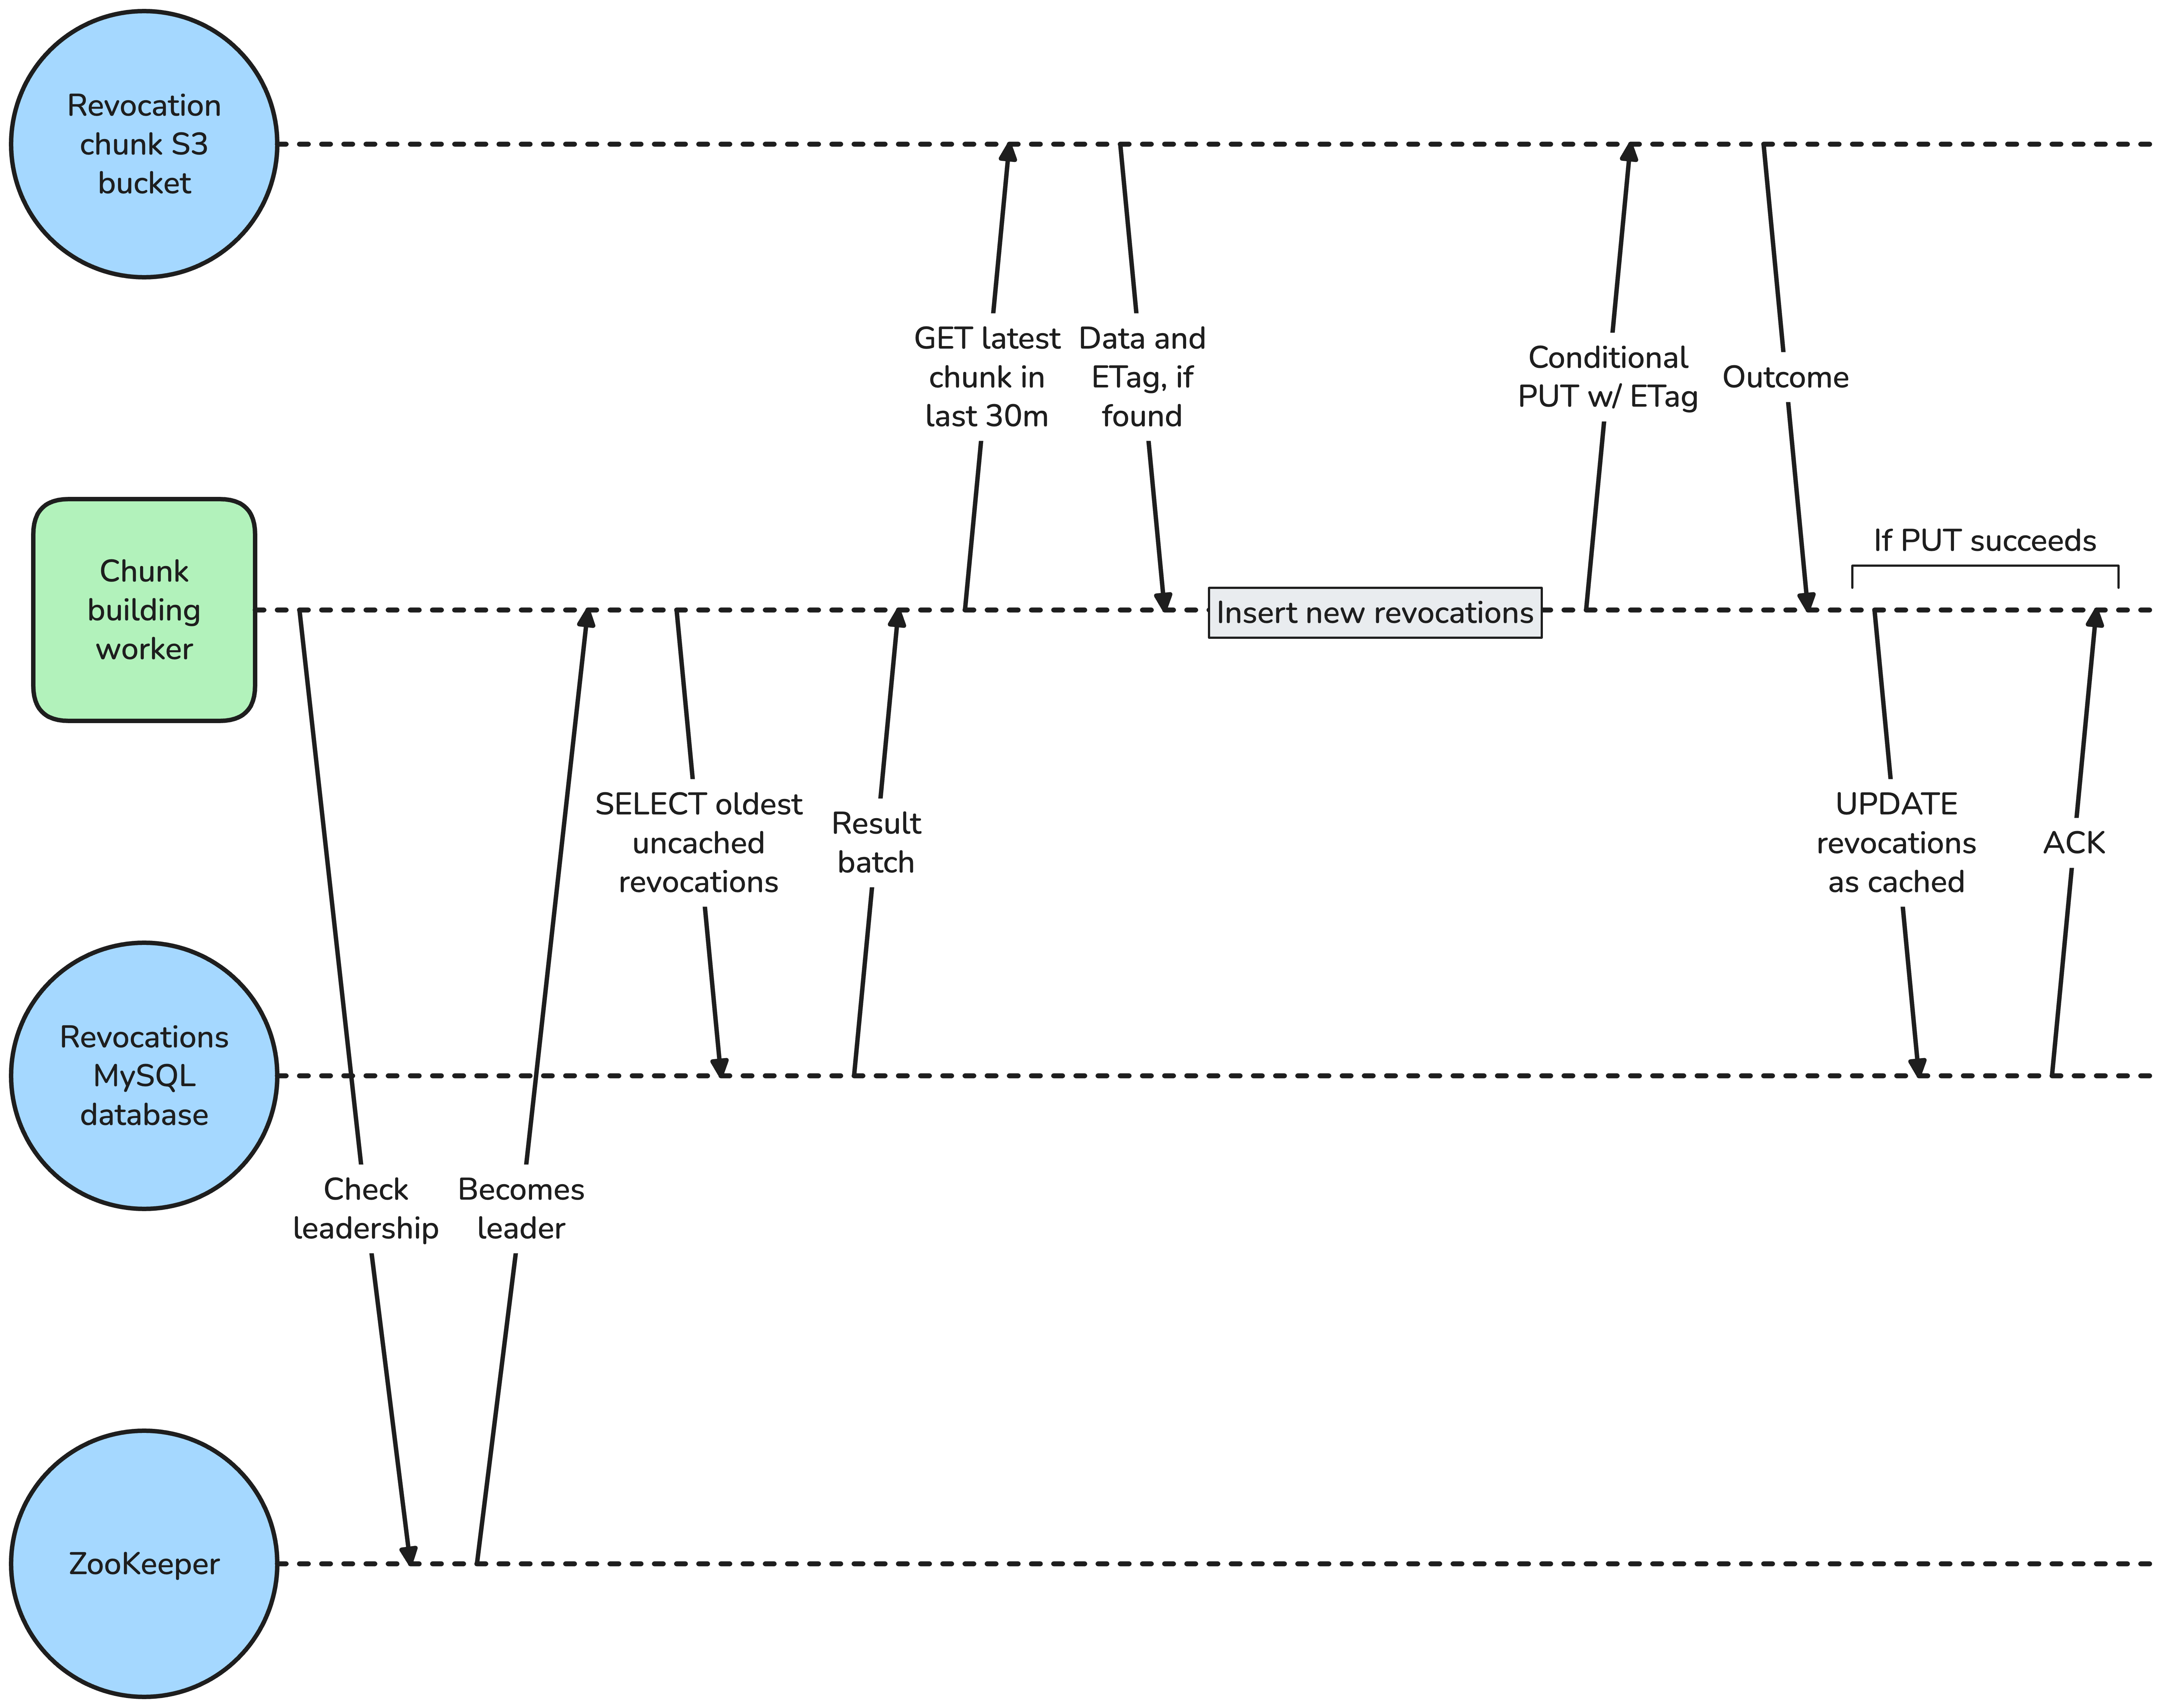 Revocation
chunk S3
bucket
GET latest
chunk in
last 30m
Data and
ETag, if
found
Conditional
PUT w/ ETag
Outcome
If PUT succeeds
Chunk
building
worker
Insert new revocations
SELECT oldest
uncached
revocations
Result
batch
UPDATE
revocations
as cached
ACK
Revocations
MySQL
database
Check
leadership
Becomes
leader
ZooKeeper